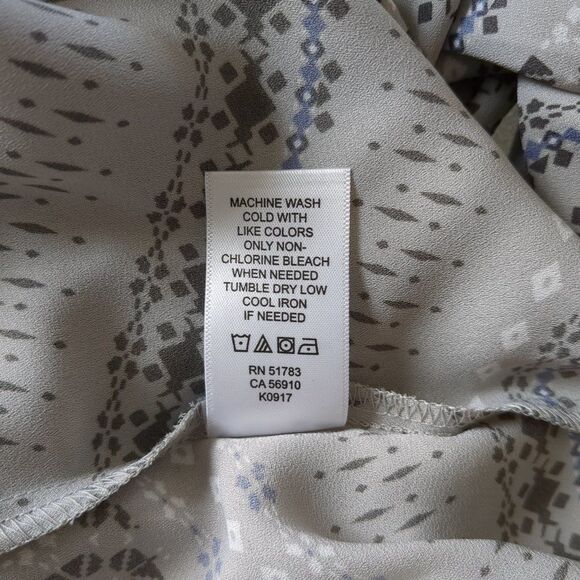 MACHINE WASH
COLD WITH
LIKE COLORS
ONLY NON-
CHLORINE BLEACH
WHEN NEEDED
TUMBLE DRY LOW
COOL IRON
IF NEEDED
RN 51783
CA 56910
K0917